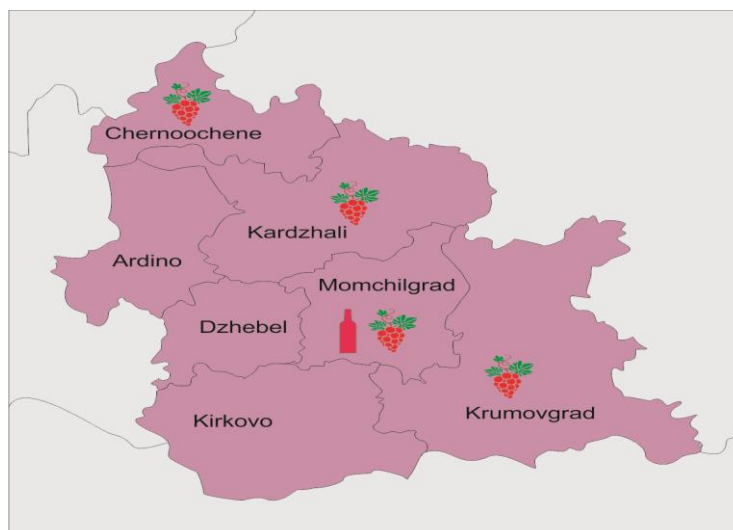 Chernoochene
Kardzhali
Ardino
Momchilgrad
Dzhebel
Krumovgrad
Kirkovo